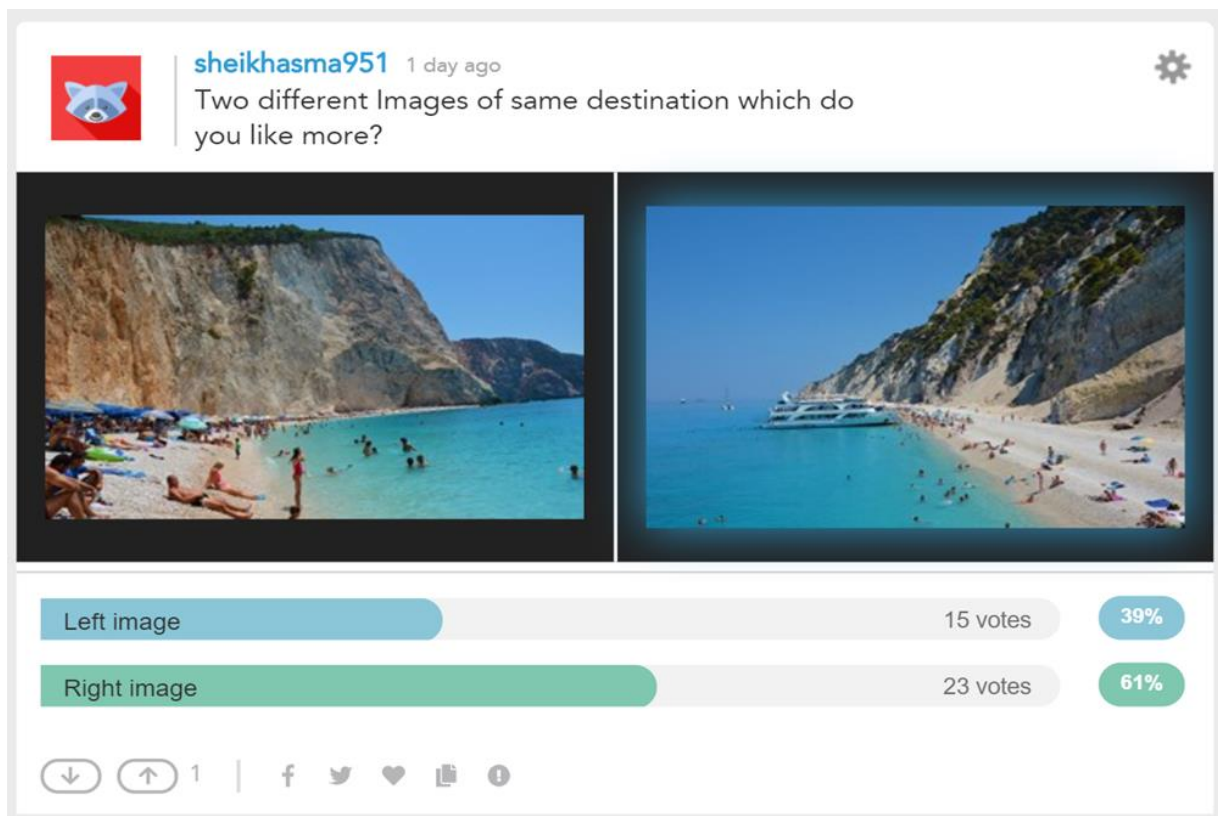 sheikhasma951 1 day ago
Two different Images of same destination which do
you like more?
Left image 15 votes 39%
Right image 23 votes 61%
1